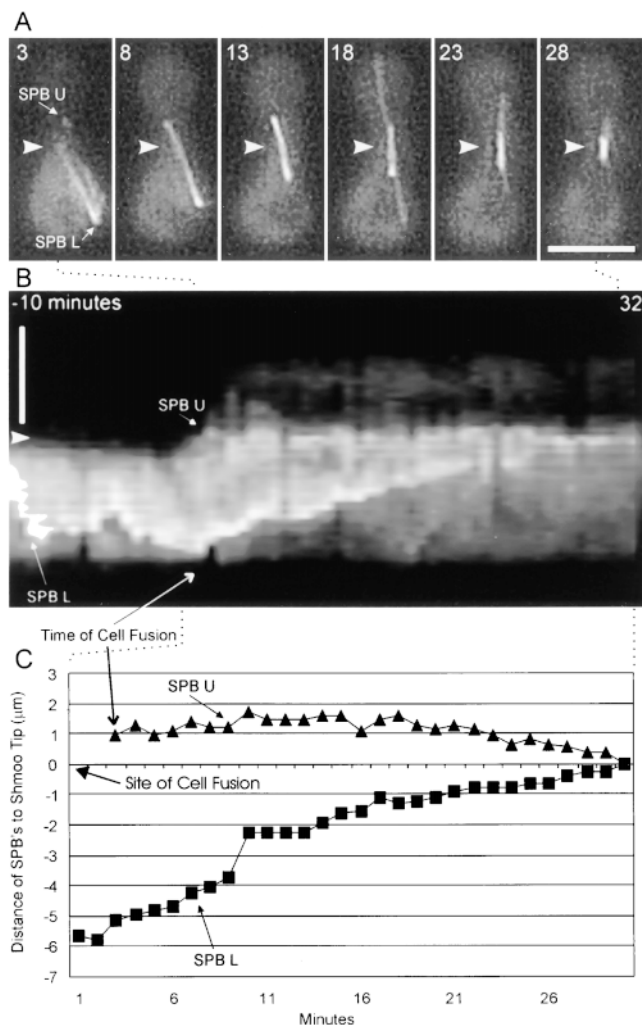 A
3
8
13
18
23
28
SPB U
SPB L
B
-10 minutes
32
SPB U
SPB L
Time of Cell Fusion
C
3
2
1
0
-1
-2
-3
-4
-5
-6
-7
Distance of SPB's to Shmoo Tip (μm)
SPB U
Site of Cell Fusion
SPB L
1 6 11 16 21 26
Minutes